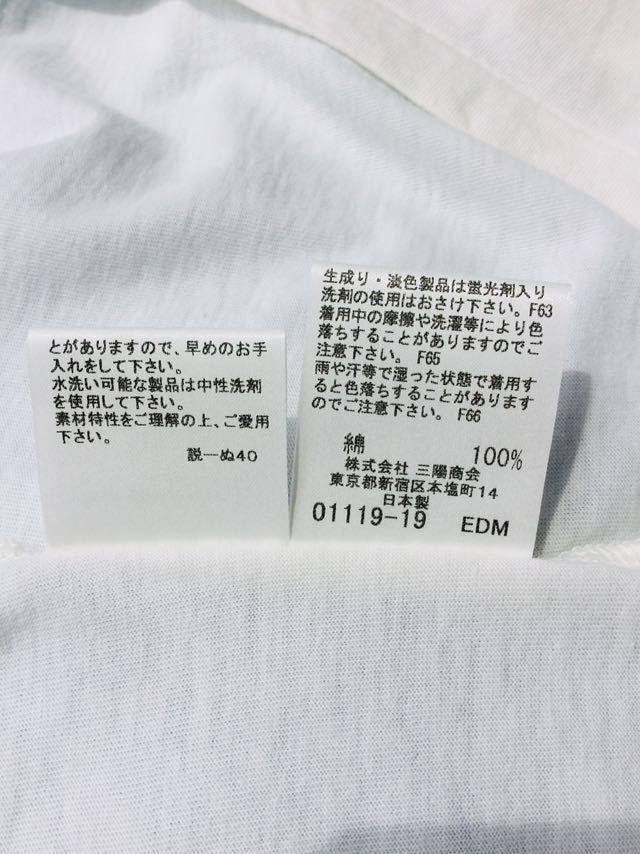 とがありますので、早めのお手
入れをして下さい。
水洗い可能な製品は中性洗剤
を使用して下さい。
素材特性をご理解の上、ご愛用
下さい。
説ーぬ40
生成り・淡色製品は蛍光剤入り
洗剤の使用はおさけ下さい。F63
着用中の摩擦や洗濯等により色
落ちすることがありますのでご
注意下さい。 F65
雨や汗等で湿った状態で着用す
ると色落ちすることがあります
のでご注意下さい。 F66
綿 100%
株式会社 三陽商会
東京都新宿区本塩町14
日本製
01119-19 EDM